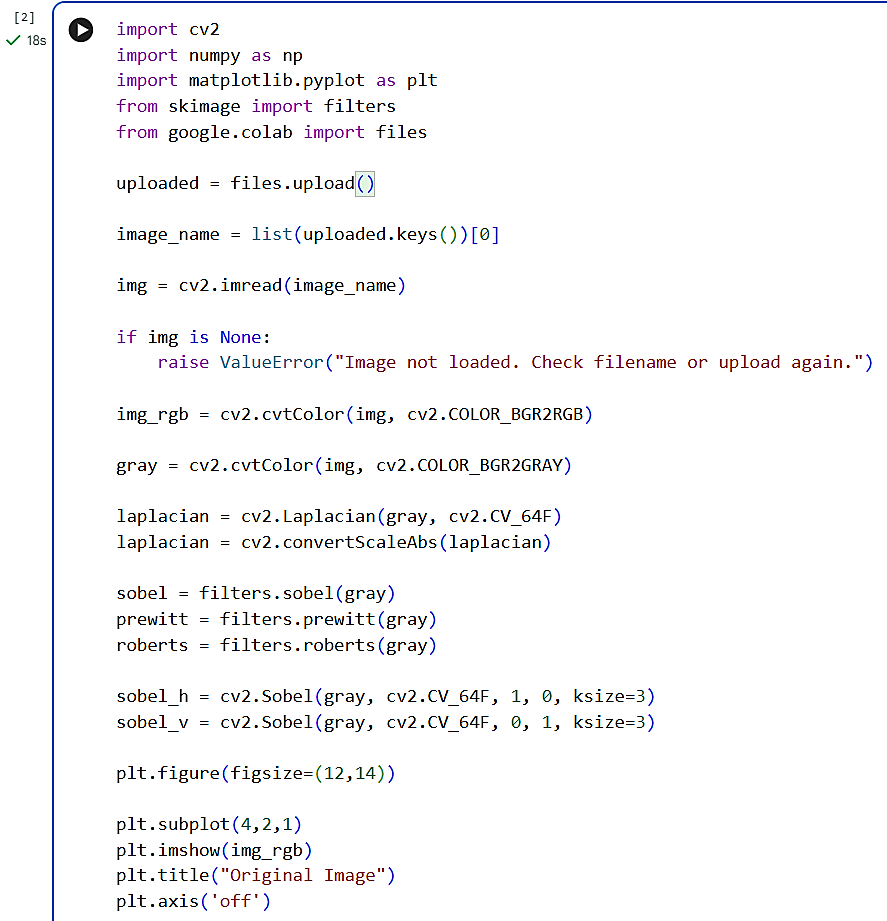 [2]
18s
import cv2
import numpy as np
import matplotlib.pyplot as plt
from skimage import filters
from google.colab import files
uploaded = files.upload()
image_name = list(uploaded.keys())[0]
img = cv2.imread(image_name)
if img is None:
    raise ValueError("Image not loaded. Check filename or upload again.")
img_rgb = cv2.cvtColor(img, cv2.COLOR_BGR2RGB)
gray = cv2.cvtColor(img, cv2.COLOR_BGR2GRAY)
laplacian = cv2.Laplacian(gray, cv2.CV_64F)
laplacian = cv2.convertScaleAbs(laplacian)
sobel = filters.sobel(gray)
prewitt = filters.prewitt(gray)
roberts = filters.roberts(gray)
sobel_h = cv2.Sobel(gray, cv2.CV_64F, 1, 0, ksize=3)
sobel_v = cv2.Sobel(gray, cv2.CV_64F, 0, 1, ksize=3)
plt.figure(figsize=(12,14))
plt.subplot(4,2,1)
plt.imshow(img_rgb)
plt.title("Original Image")
plt.axis('off')